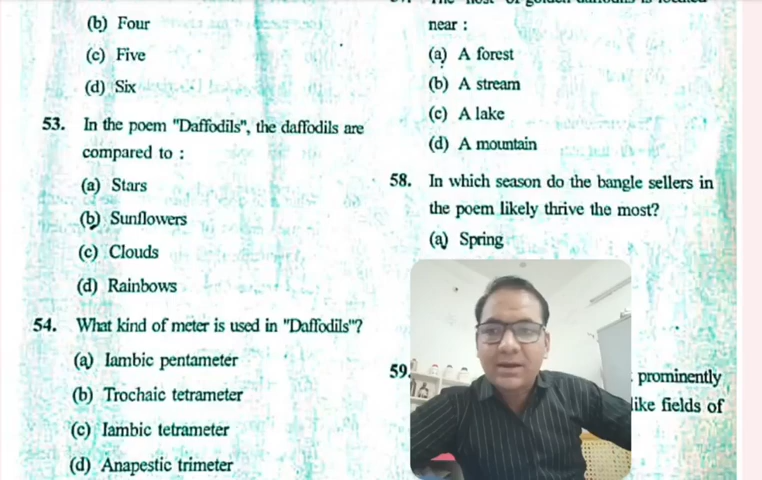 (b) Four
(c) Five
(d) Six
53. In the poem "Daffodils", the daffodils are
compared to :
(a) Stars
(b) Sunflowers
(c) Clouds
(d) Rainbows
54. What kind of meter is used in "Daffodils"?
(a) Iambic pentameter
(b) Trochaic tetrameter
(c) Iambic tetrameter
(d) Anapestic trimeter
near :
(a) A forest
(b) A stream
(c) A lake
(d) A mountain
58. In which season do the bangle sellers in
the poem likely thrive the most?
(a) Spring
59.
prominently
like fields of